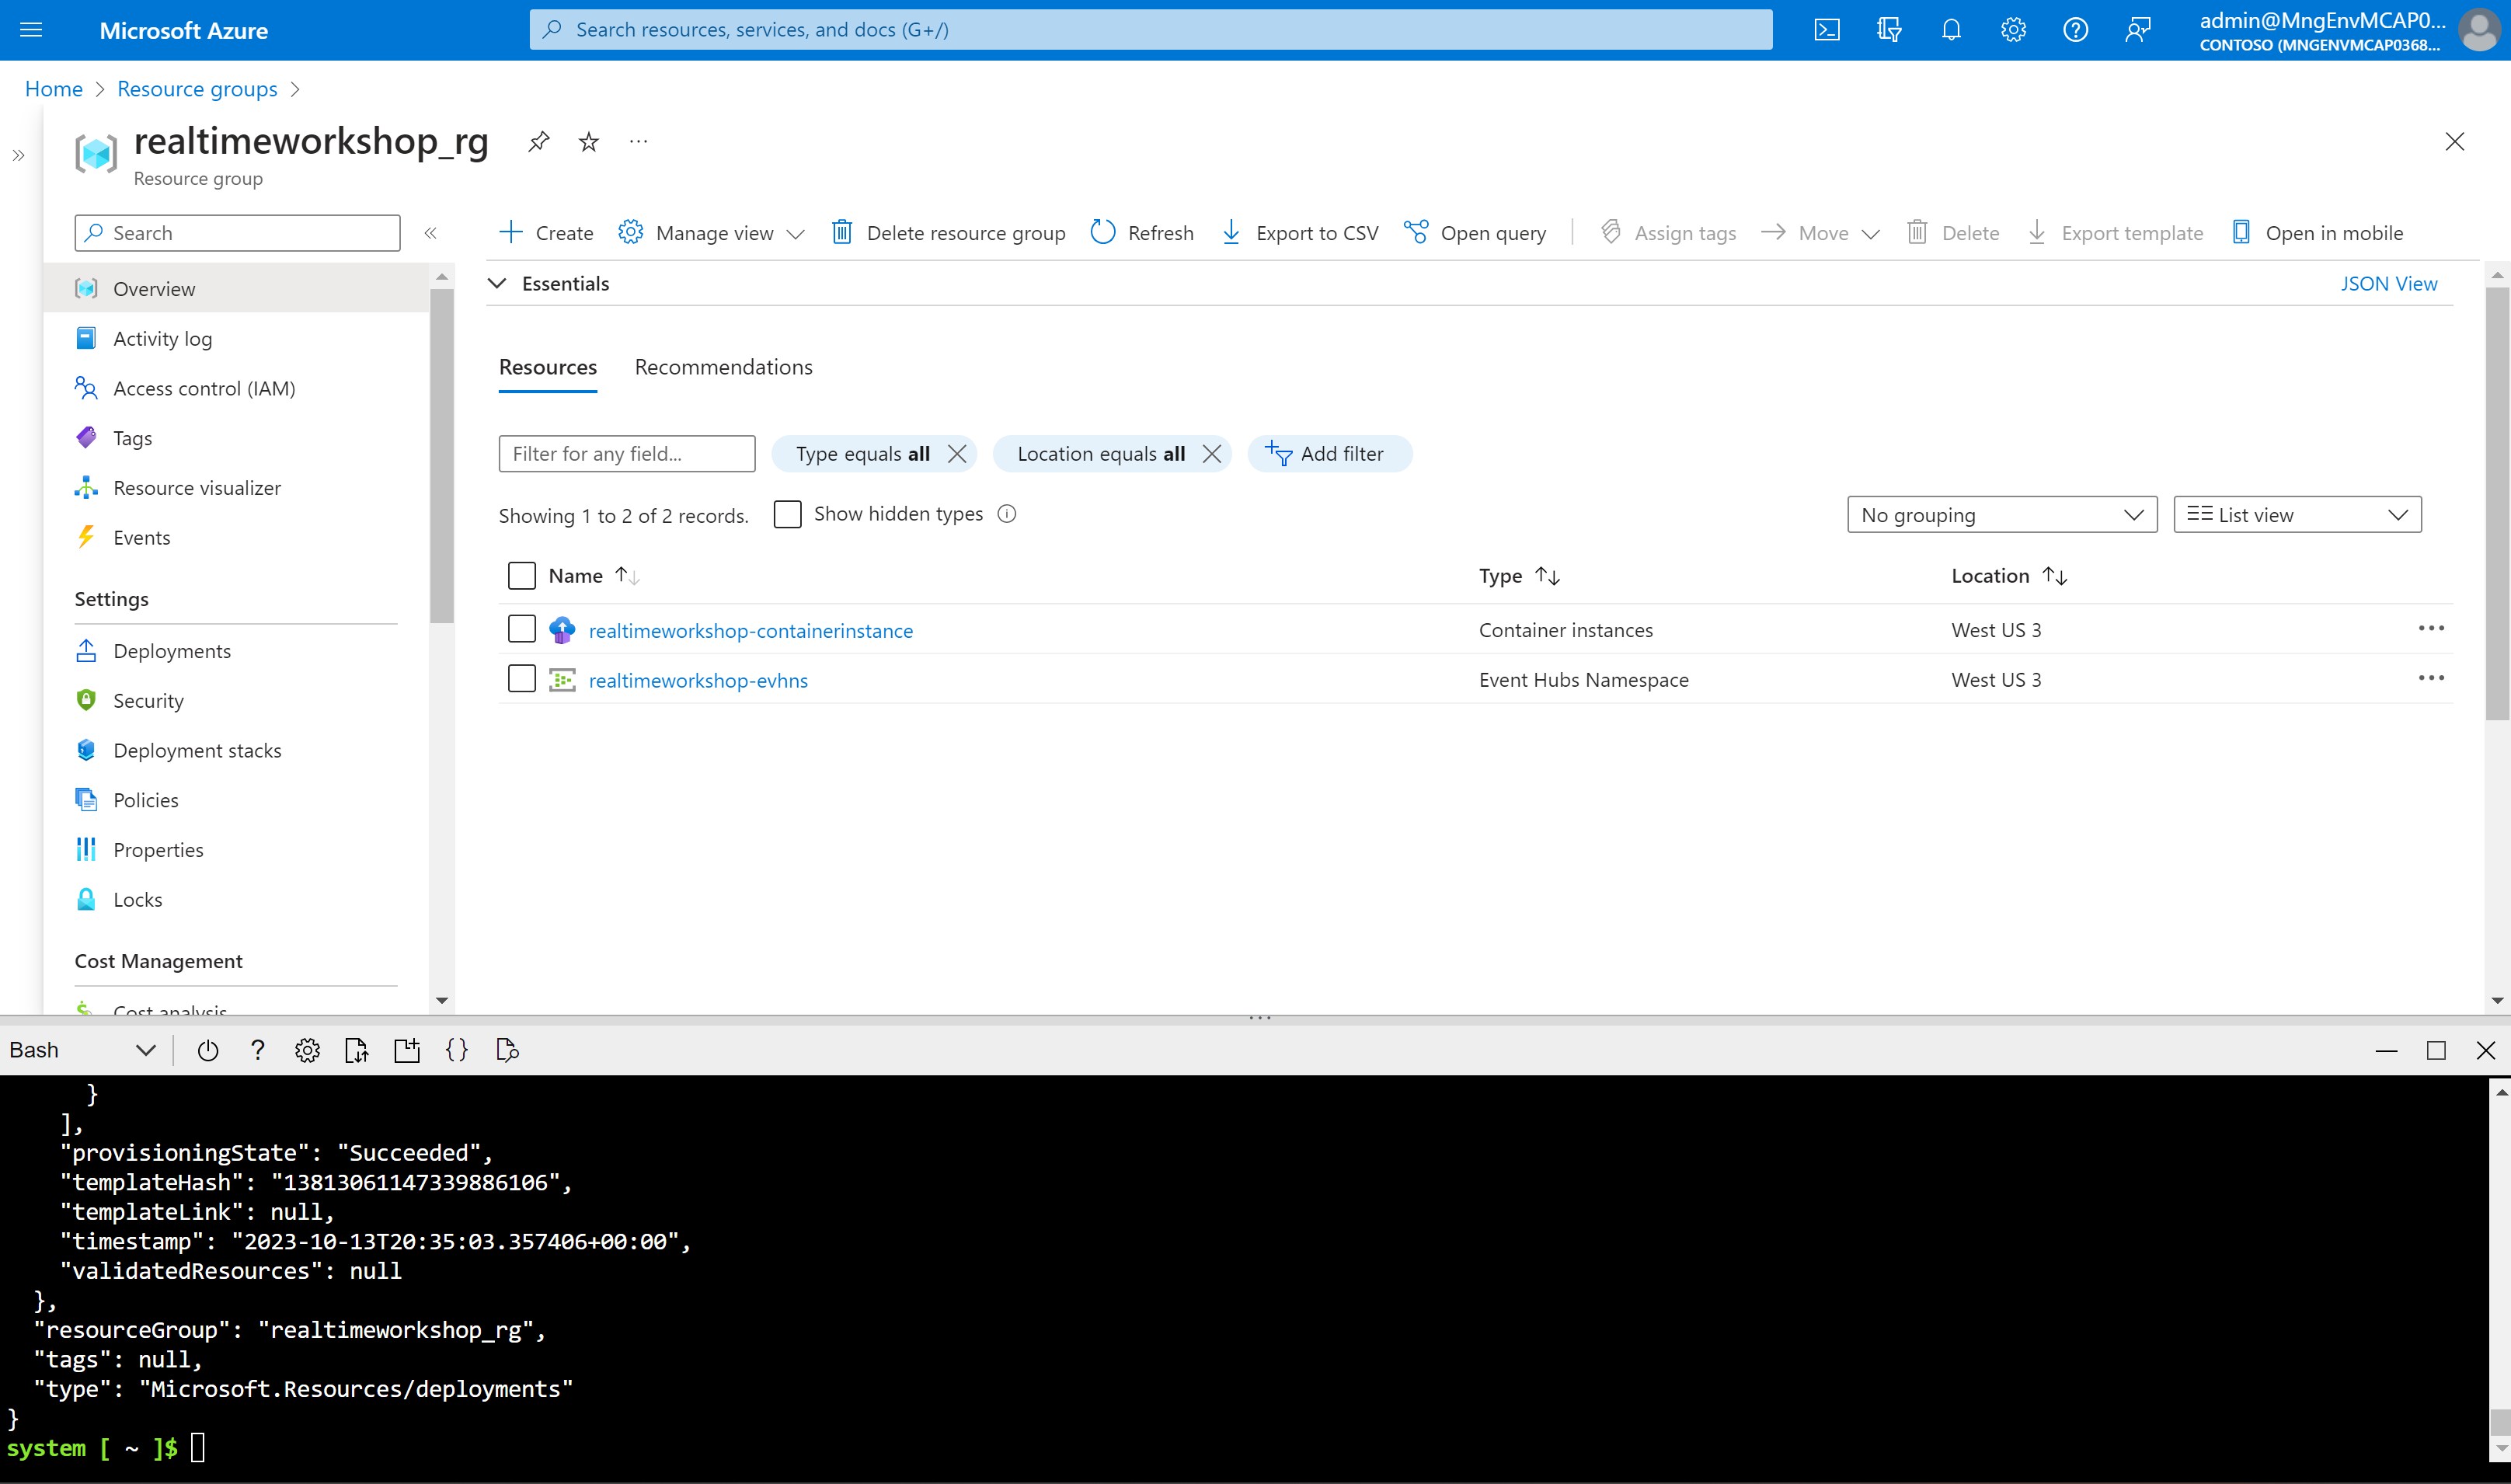 Microsoft Azure
Search resources, services, and docs (G+/)
admin@MngEnvMCAP0...
CONTOSO (MNGENVMCAP0368...
Home > Resource groups >
realtimeworkshop_rg
Resource group
Search
Create
Manage view
Delete resource group
Refresh
Export to CSV
Open query
Assign tags
Move
Delete
Export template
Open in mobile
Overview
Activity log
Access control (IAM)
Tags
Resource visualizer
Events
Settings
Deployments
Security
Deployment stacks
Policies
Properties
Locks
Cost Management
Cost analysis
Essentials
JSON View
Resources Recommendations
Filter for any field...
Type equals all
Location equals all
Add filter
Showing 1 to 2 of 2 records.
Show hidden types
No grouping
List view
Name Type Location
realtimeworkshop-containerinstance Container instances West US 3
realtimeworkshop-evhns Event Hubs Namespace West US 3
Bash
}
],
"provisioningState": "Succeeded",
"templateHash": "13813061147339886106",
"templateLink": null,
"timestamp": "2023-10-13T20:35:03.357406+00:00",
"validatedResources": null
},
"resourceGroup": "realtimeworkshop_rg",
"tags": null,
"type": "Microsoft.Resources/deployments"
}
system [ ~ ]$